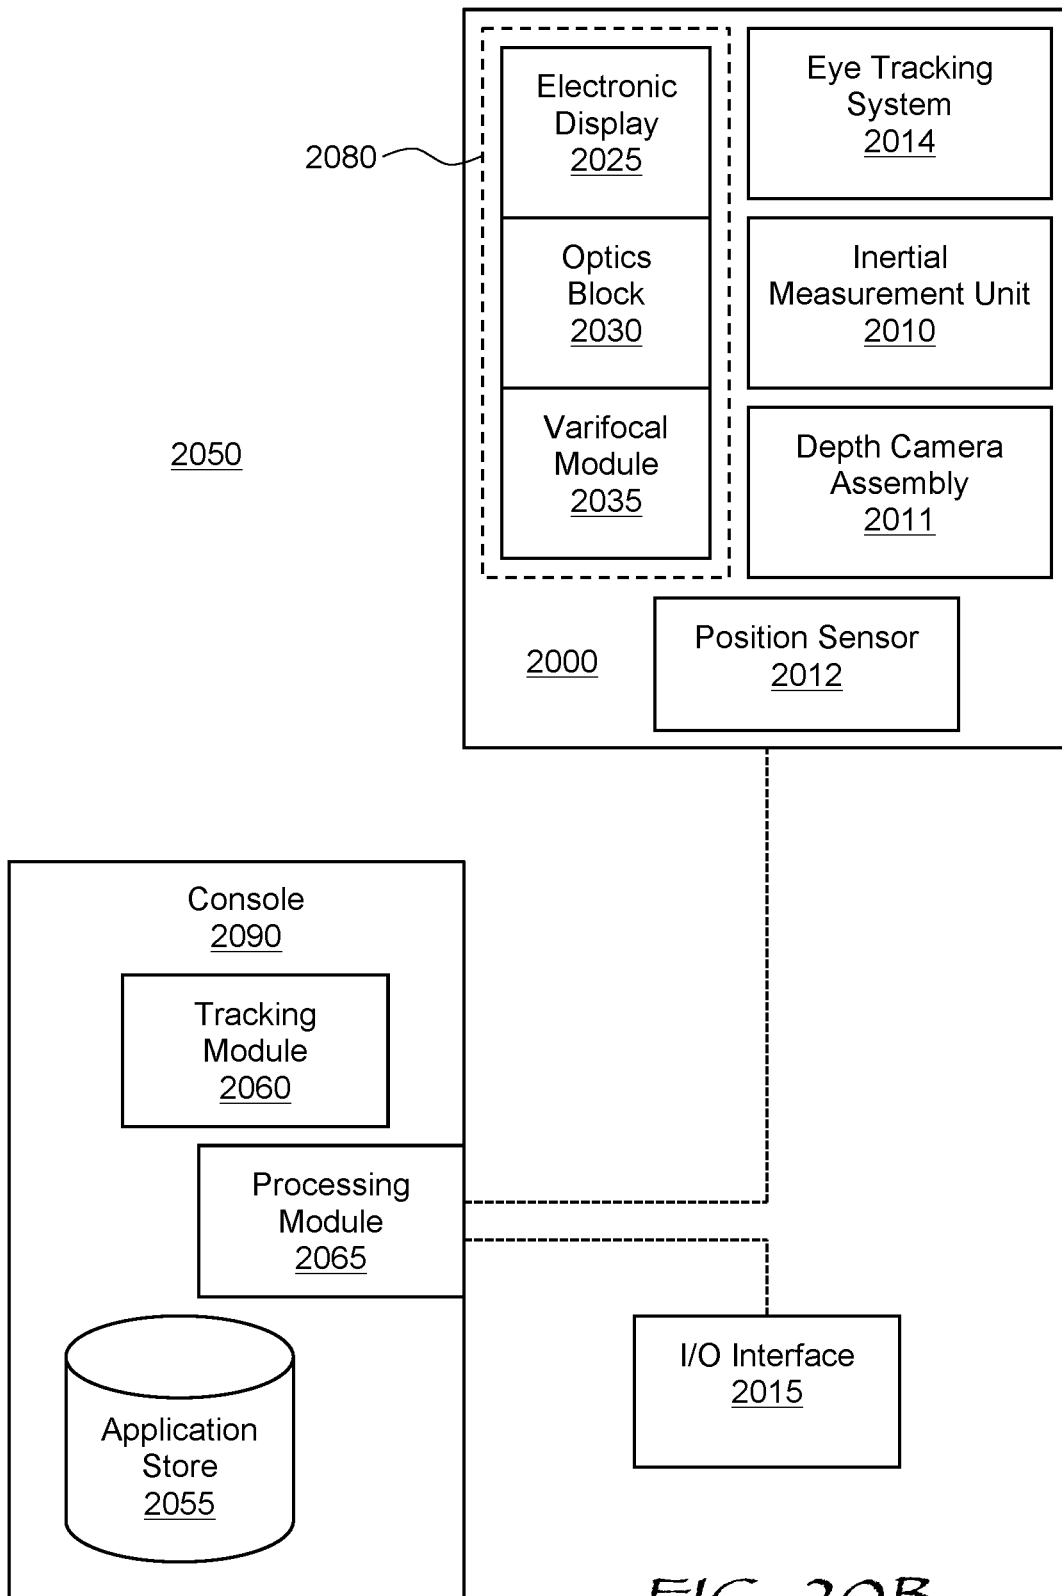 Electronic
Display
2025
2080
Optics
Block
2030
Varifocal
Module
2035
Eye Tracking
System
2014
Inertial
Measurement Unit
2010
Depth Camera
Assembly
2011
2050
2000
Position Sensor
2012
Console
2090
Tracking
Module
2060
Processing
Module
2065
Application
Store
2055
I/O Interface
2015
FIG. 20B